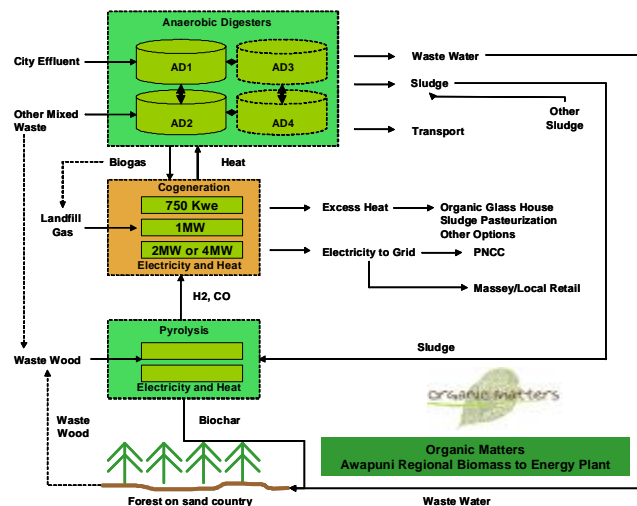 Anaerobic Digesters
City Effluent
AD1
AD3
Waste Water
Sludge
Other Mixed
Waste
AD2
AD4
Other
Sludge
Transport
Biogas
Heat
Cogeneration
750 Kwe
Excess Heat
Organic Glass House
Sludge Pasteurization
Other Options
Landfill
Gas
1MW
2MW or 4MW
Electricity to Grid
PNCC
Electricity and Heat
Massey/Local Retail
H2, CO
Pyrolysis
Sludge
Waste Wood
Electricity and Heat
organic matters
Waste
Wood
Biochar
Organic Matters
Awapuni Regional Biomass to Energy Plant
Forest on sand country
Waste Water